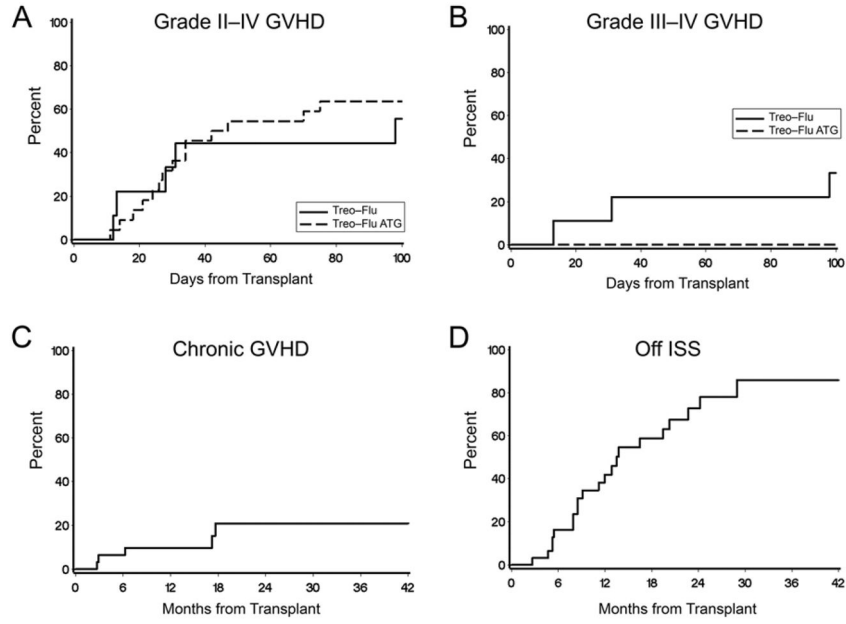 A
Grade II–IV GVHD
100
80
60
40
20
0
Percent
Treo–Flu
Treo–Flu ATG
0 20 40 60 80 100
Days from Transplant
B
Grade III–IV GVHD
100
80
60
40
20
0
Percent
Treo–Flu
Treo–Flu ATG
0 20 40 60 80 100
Days from Transplant
C
Chronic GVHD
100
80
60
40
20
0
Percent
0 6 12 18 24 30 36 42
Months from Transplant
D
Off ISS
100
80
60
40
20
0
Percent
0 6 12 18 24 30 36 42
Months from Transplant